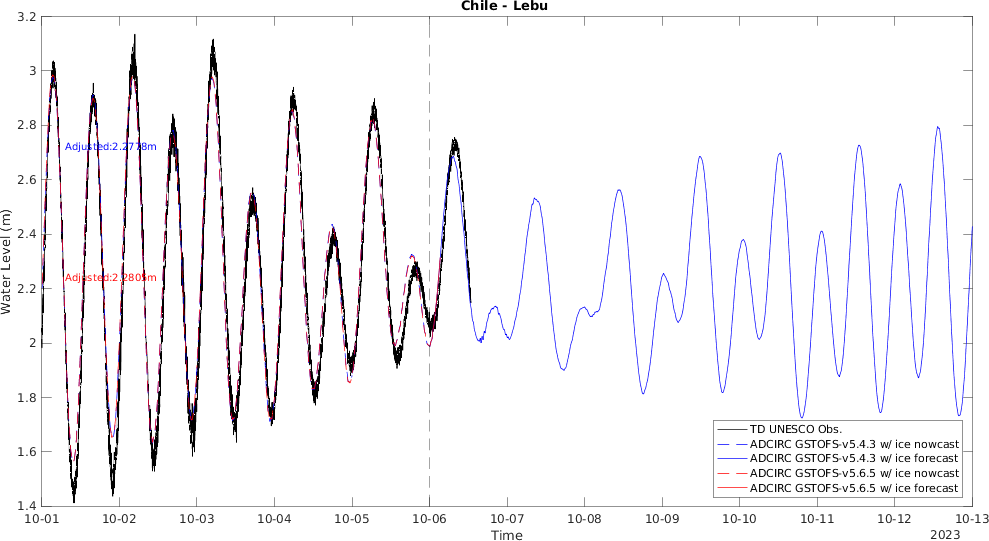 Chile - Lebu
3.2
3
2.8
2.6
2.4
2.2
2
1.8
1.6
1.4
Water Level (m)
Adjusted:2.2778m
Adjusted:2.2805m
TD UNESCO Obs.
ADCIRC GSTOFS-v5.4.3 w/ ice nowcast
ADCIRC GSTOFS-v5.4.3 w/ ice forecast
ADCIRC GSTOFS-v5.6.5 w/ ice nowcast
ADCIRC GSTOFS-v5.6.5 w/ ice forecast
10-01 10-02 10-03 10-04 10-05 10-06 10-07 10-08 10-09 10-10 10-11 10-12 10-13
Time
2023